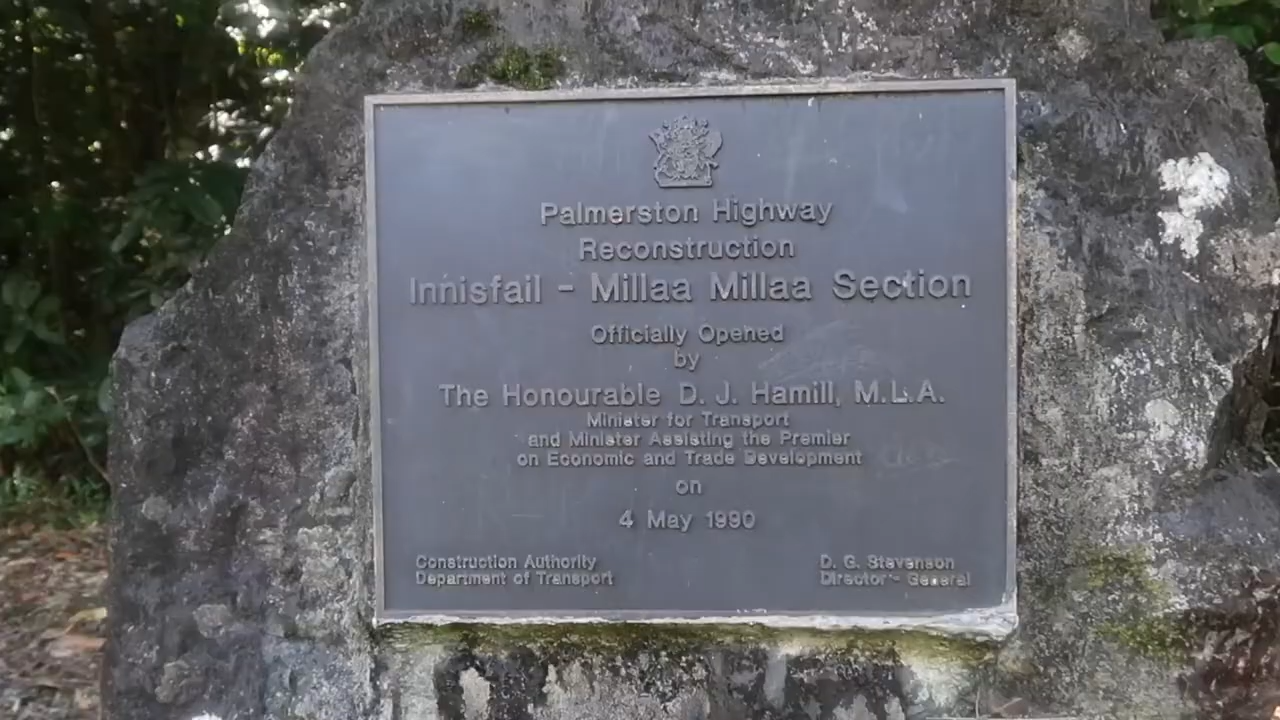 Palmerston Highway
Reconstruction
Innisfail - Millaa Millaa Section
Officially Opened
by
The Honourable D. J. Hamill, M.L.A.
Minister for Transport
and Minister Assisting the Premier
on Economic and Trade Development
on
4 May 1990
Construction Authority
Department of Transport
D. G. Stevenson
Director - General